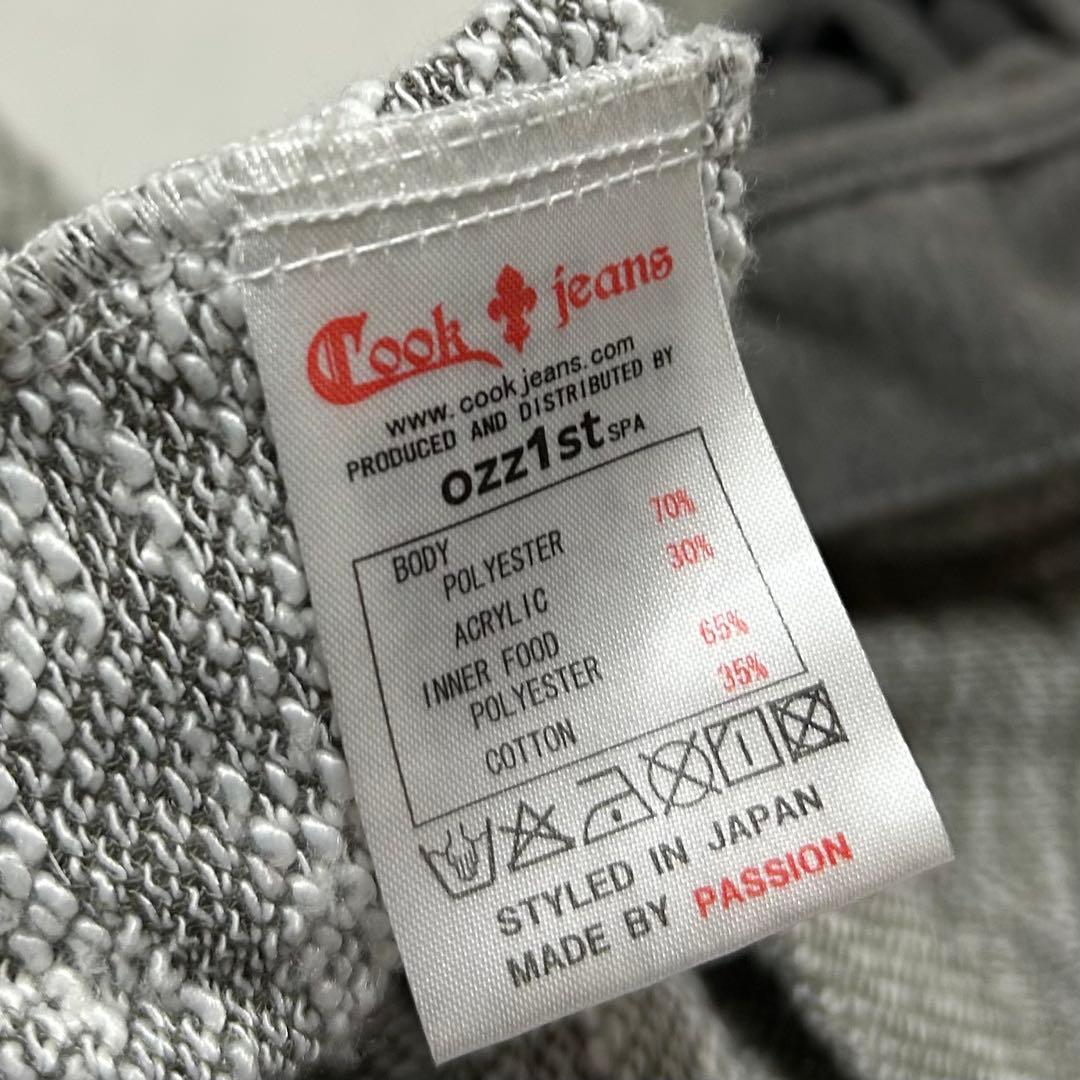 Cook jeans
www.cookjeans.com
PRODUCED AND DISTRIBUTED BY
ozz1st SPA
BODY
POLYESTER 70%
ACRYLIC 30%
INNER FOOD
POLYESTER 65%
COTTON 35%
STYLED IN JAPAN
MADE BY PASSION